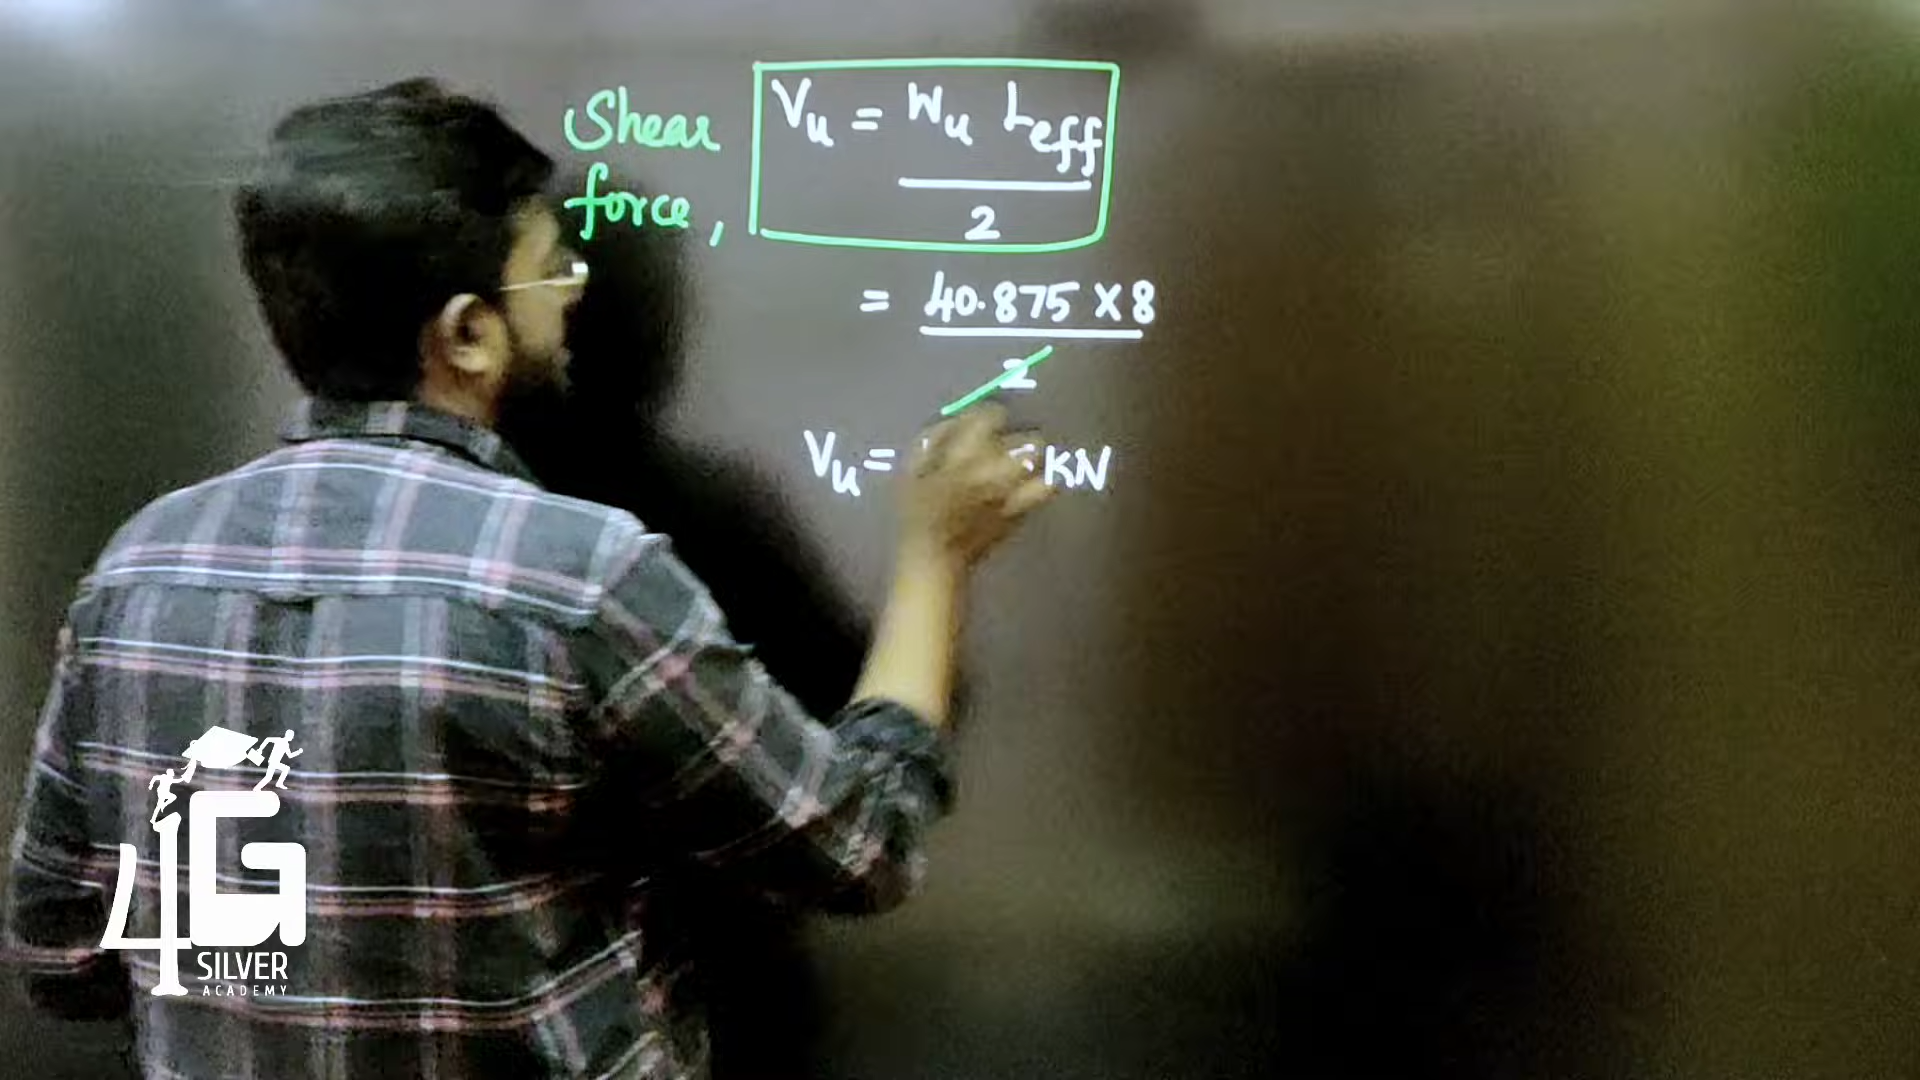 Shear
force,
Vu = Wu Leff
2
= 40.875 X 8
2
Vu = KN
4G
SILVER
ACADEMY